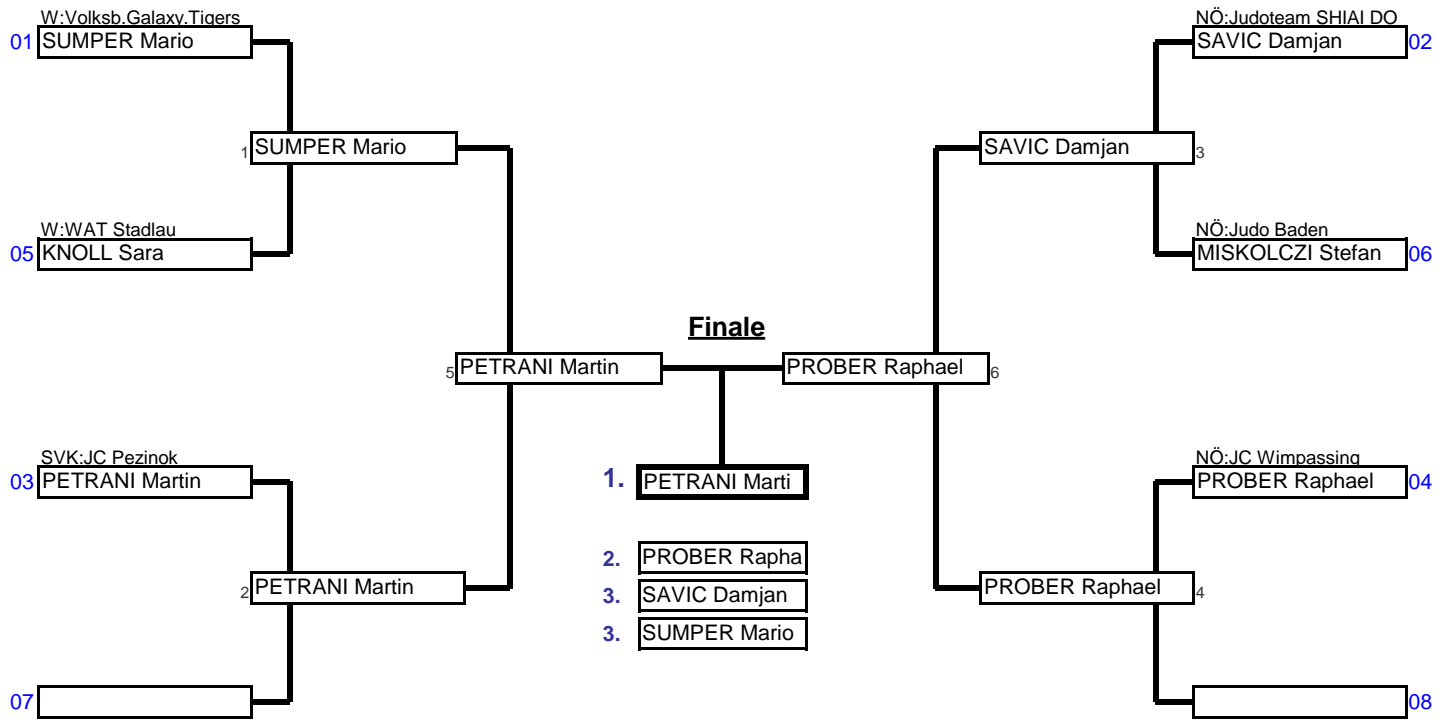 W:Volksb.Galaxy.Tigers
NÖ:Judoteam SHIAI DO
01 SUMPER Mario
SAVIC Damjan 02
1 SUMPER Mario
SAVIC Damjan 3
W:WAT Stadlau
NÖ:Judo Baden
05 KNOLL Sara
MISKOLCZI Stefan 06
Finale
5 PETRANI Martin
PROBER Raphael 6
SVK:JC Pezinok
NÖ:JC Wimpassing
03 PETRANI Martin
1. PETRANI Marti
PROBER Raphael 04
2. PROBER Rapha
2 PETRANI Martin
3. SAVIC Damjan
PROBER Raphael 4
3. SUMPER Mario
07
08